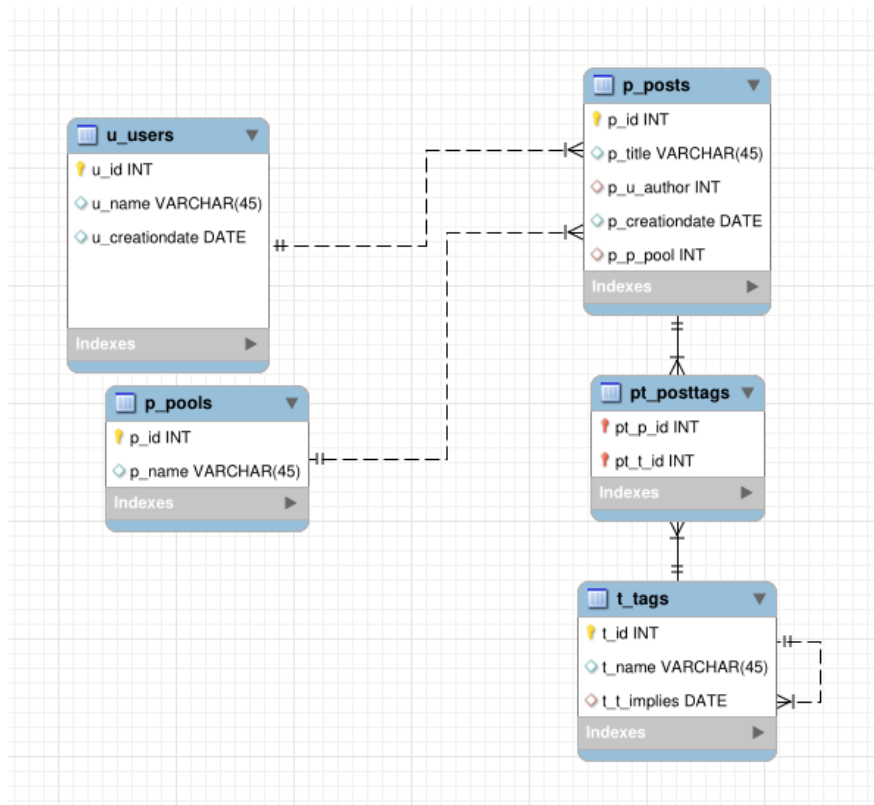 u_users
u_id INT
u_name VARCHAR(45)
u_creationdate DATE
Indexes
p_pools
p_id INT
p_name VARCHAR(45)
Indexes
p_posts
p_id INT
p_title VARCHAR(45)
p_u_author INT
p_creationdate DATE
p_p_pool INT
Indexes
pt_posttags
pt_p_id INT
pt_t_id INT
Indexes
t_tags
t_id INT
t_name VARCHAR(45)
t_t_implies DATE
Indexes